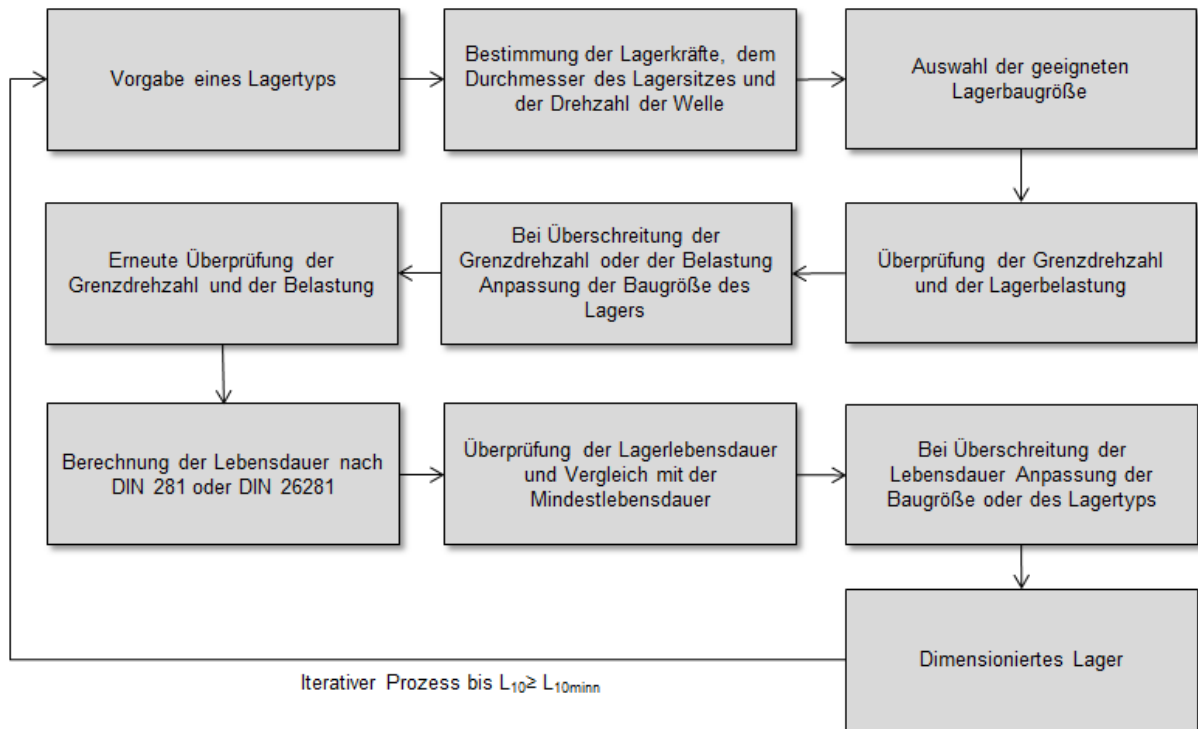 Vorgabe eines Lagertyps
Bestimmung der Lagerkräfte, dem
Durchmesser des Lagersitzes und
der Drehzahl der Welle
Auswahl der geeigneten
Lagerbaugröße
Überprüfung der Grenzdrehzahl
und der Lagerbelastung
Bei Überschreitung der
Grenzdrehzahl oder der Belastung
Anpassung der Baugröße des
Lagers
Erneute Überprüfung der
Grenzdrehzahl und der Belastung
Berechnung der Lebensdauer nach
DIN 281 oder DIN 26281
Überprüfung der Lagerlebensdauer
und Vergleich mit der
Mindestlebensdauer
Bei Überschreitung der
Lebensdauer Anpassung der
Baugröße oder des Lagertyps
Dimensioniertes Lager
Iterativer Prozess bis L10≥ L10minn